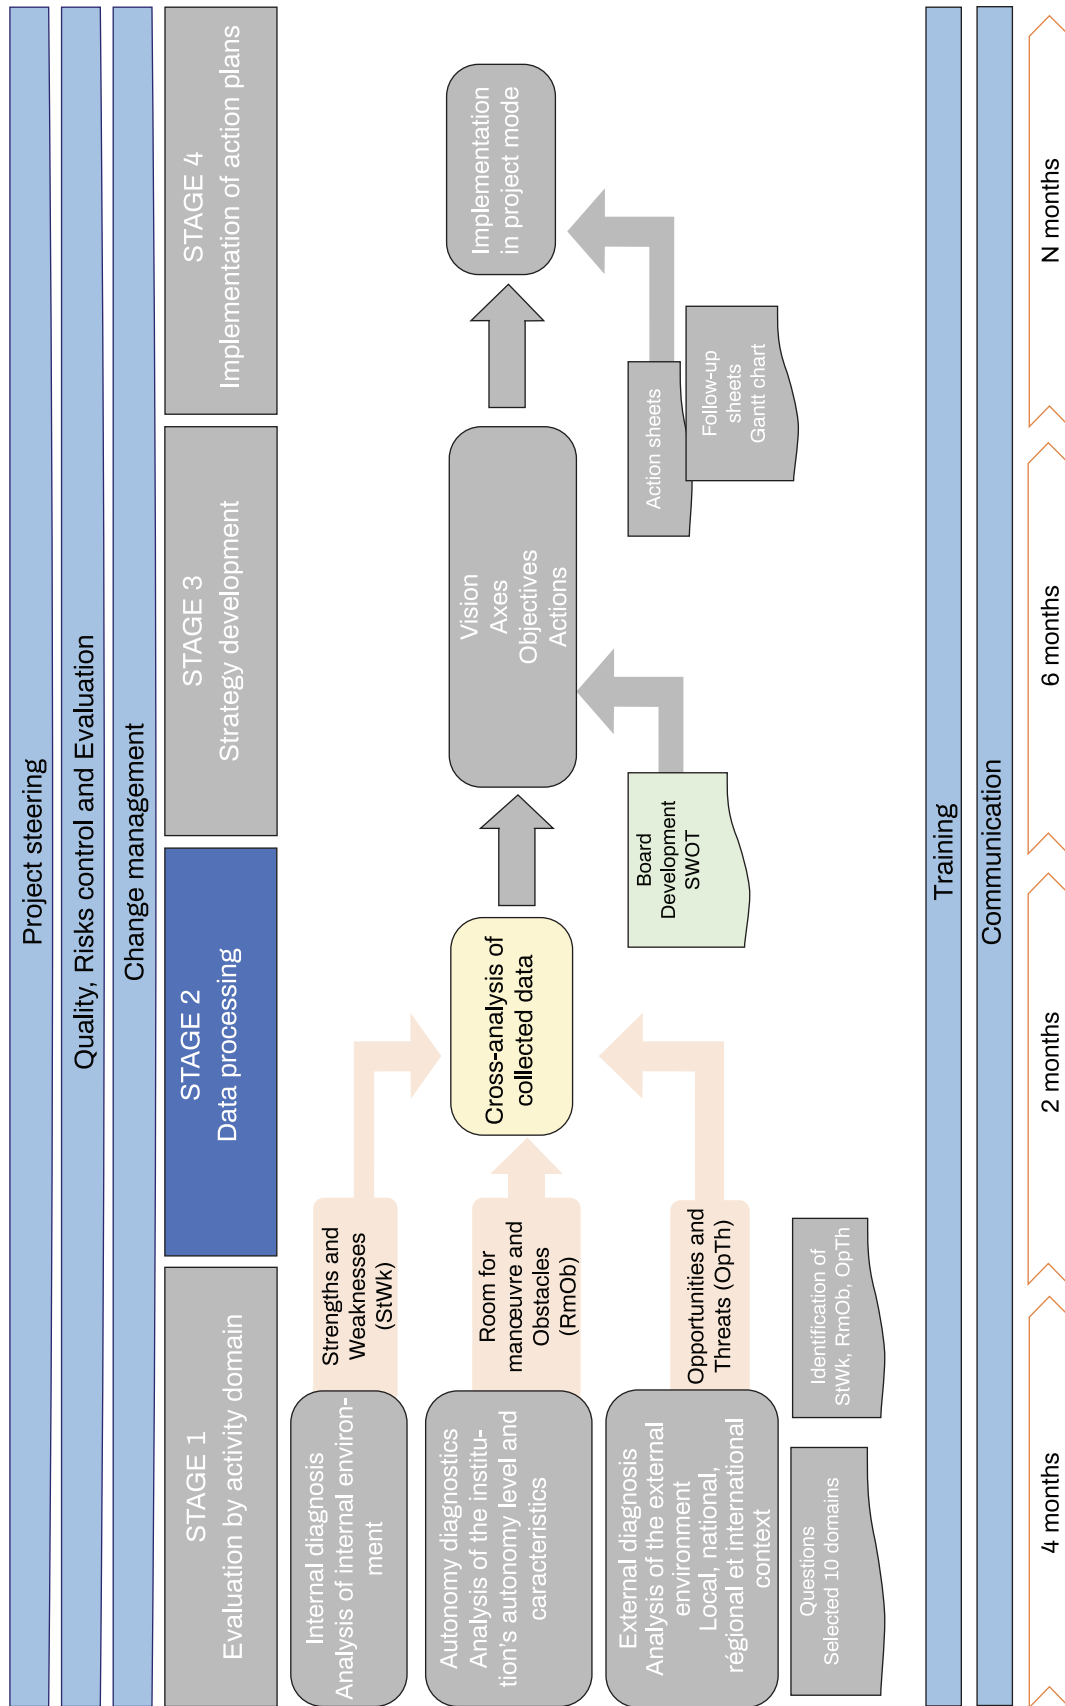 Project steering
Quality, Risks control and Evaluation
Change management
STAGE 1
Evaluation by activity domain
STAGE 2
Data processing
STAGE 3
Strategy development
STAGE 4
Implementation of action plans
Internal diagnosis
Analysis of internal environ-
ment
Strengths and
Weaknesses
(StWk)
Autonomy diagnostics
Analysis of the institu-
tion's autonomy level and
caracteristics
Room for
manœuvre and
Obstacles
(RmOb)
External diagnosis
Analysis of the external
environment
Local, national,
régional et international
context
Opportunities and
Threats (OpTh)
Cross-analysis of
collected data
Vision
Axes
Objectives
Actions
Implementation
in project mode
Board
Development
SWOT
Action sheets
Follow-up
sheets
Gantt chart
Questions
Selected 10 domains
Identification of
StWk, RmOb, OpTh
Training
Communication
4 months
2 months
6 months
N months